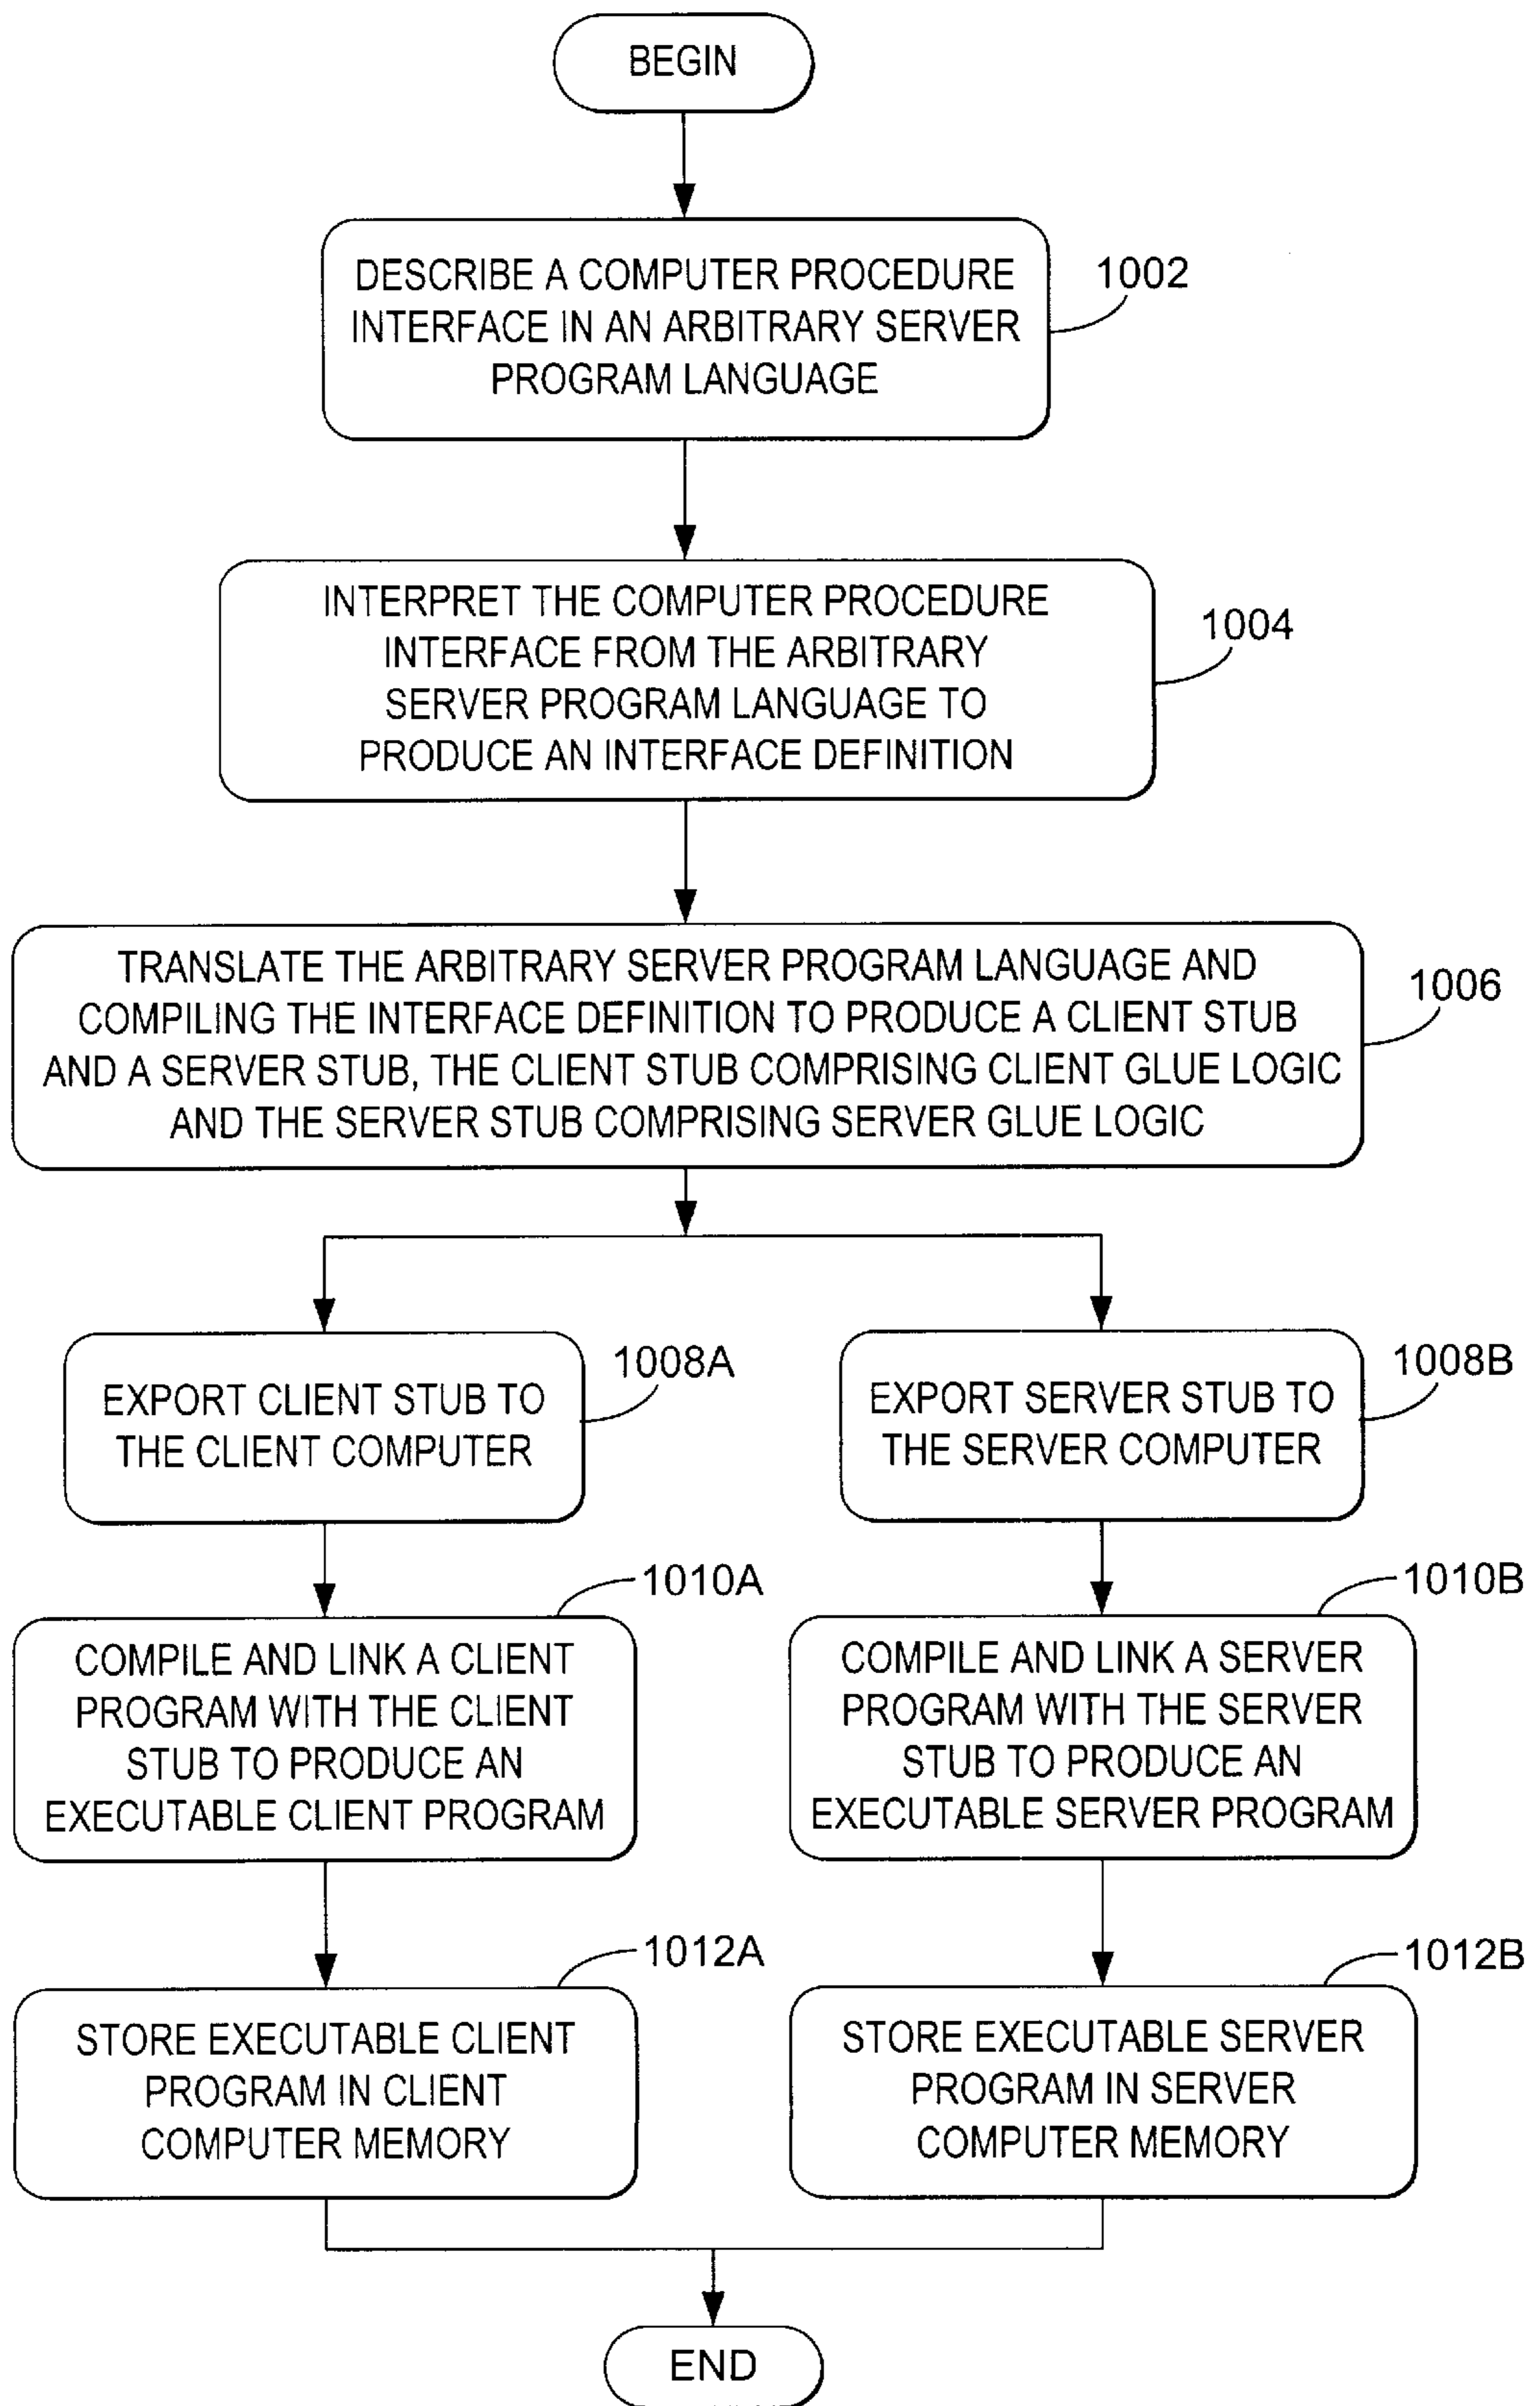 BEGIN
DESCRIBE A COMPUTER PROCEDURE
INTERFACE IN AN ARBITRARY SERVER
PROGRAM LANGUAGE
1002
INTERPRET THE COMPUTER PROCEDURE
INTERFACE FROM THE ARBITRARY
SERVER PROGRAM LANGUAGE TO
PRODUCE AN INTERFACE DEFINITION
1004
TRANSLATE THE ARBITRARY SERVER PROGRAM LANGUAGE AND
COMPILING THE INTERFACE DEFINITION TO PRODUCE A CLIENT STUB
AND A SERVER STUB, THE CLIENT STUB COMPRISING CLIENT GLUE LOGIC
AND THE SERVER STUB COMPRISING SERVER GLUE LOGIC
1006
EXPORT CLIENT STUB TO
THE CLIENT COMPUTER
1008A
EXPORT SERVER STUB TO
THE SERVER COMPUTER
1008B
COMPILE AND LINK A CLIENT
PROGRAM WITH THE CLIENT
STUB TO PRODUCE AN
EXECUTABLE CLIENT PROGRAM
1010A
COMPILE AND LINK A SERVER
PROGRAM WITH THE SERVER
STUB TO PRODUCE AN
EXECUTABLE SERVER PROGRAM
1010B
STORE EXECUTABLE CLIENT
PROGRAM IN CLIENT
COMPUTER MEMORY
1012A
STORE EXECUTABLE SERVER
PROGRAM IN SERVER
COMPUTER MEMORY
1012B
END